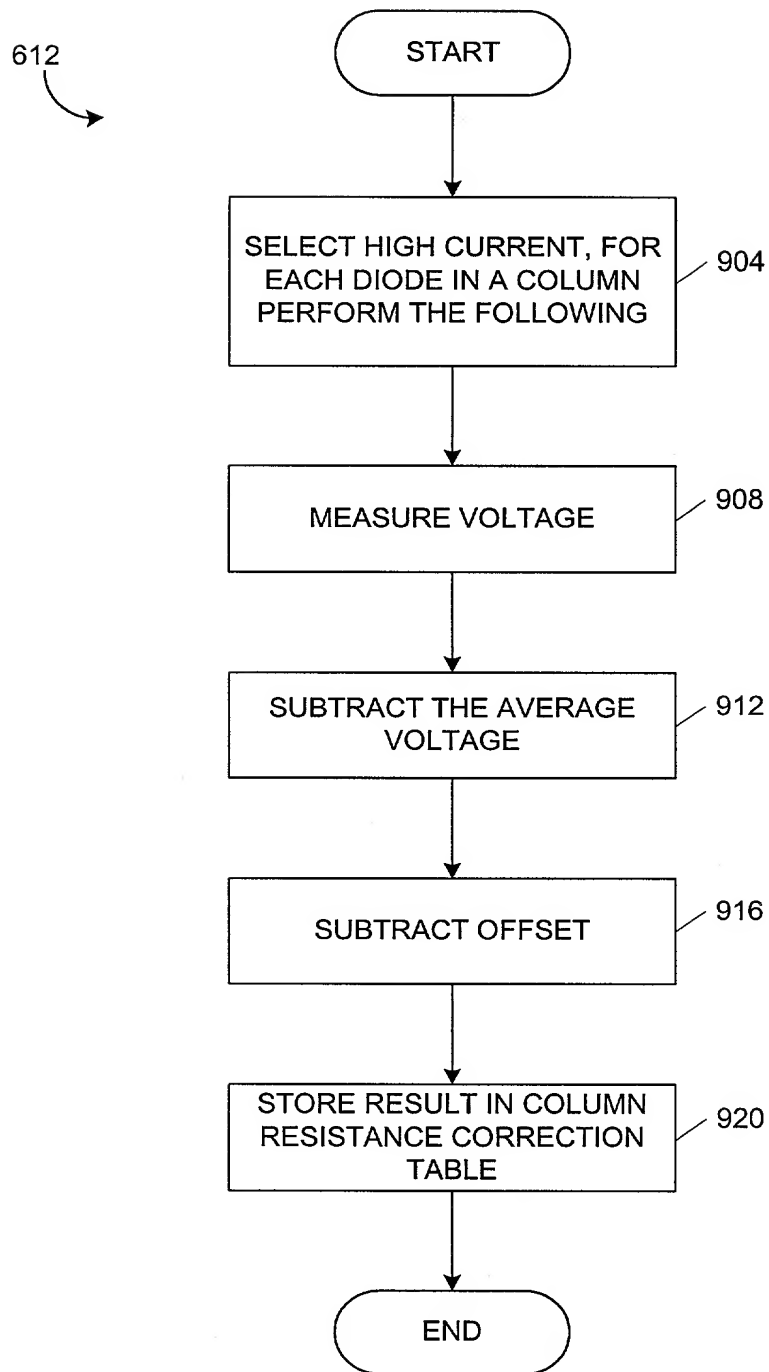 612
START
SELECT HIGH CURRENT, FOR
EACH DIODE IN A COLUMN
PERFORM THE FOLLOWING
904
MEASURE VOLTAGE
908
SUBTRACT THE AVERAGE
VOLTAGE
912
SUBTRACT OFFSET
916
STORE RESULT IN COLUMN
RESISTANCE CORRECTION
TABLE
920
END